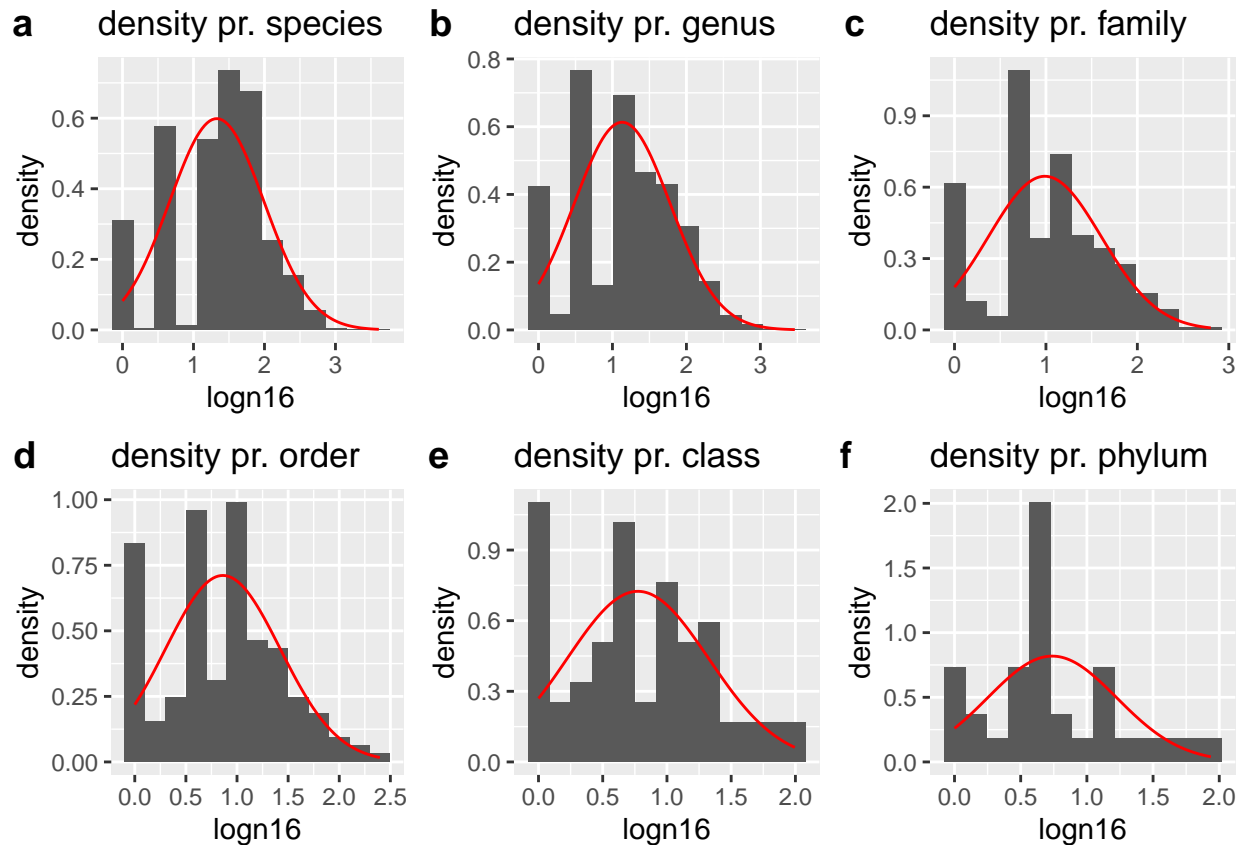 a density pr. species
0.6
0.4
0.2
0.0
density
0 1 2 3
logn16
b density pr. genus
0.8
0.6
0.4
0.2
0.0
density
0 1 2 3
logn16
c density pr. family
0.9
0.6
0.3
0.0
density
0 1 2 3
logn16
d density pr. order
1.00
0.75
0.50
0.25
0.00
density
0.0 0.5 1.0 1.5 2.0 2.5
logn16
e density pr. class
0.9
0.6
0.3
0.0
density
0.0 0.5 1.0 1.5 2.0
logn16
f density pr. phylum
2.0
1.5
1.0
0.5
0.0
density
0.0 0.5 1.0 1.5 2.0
logn16